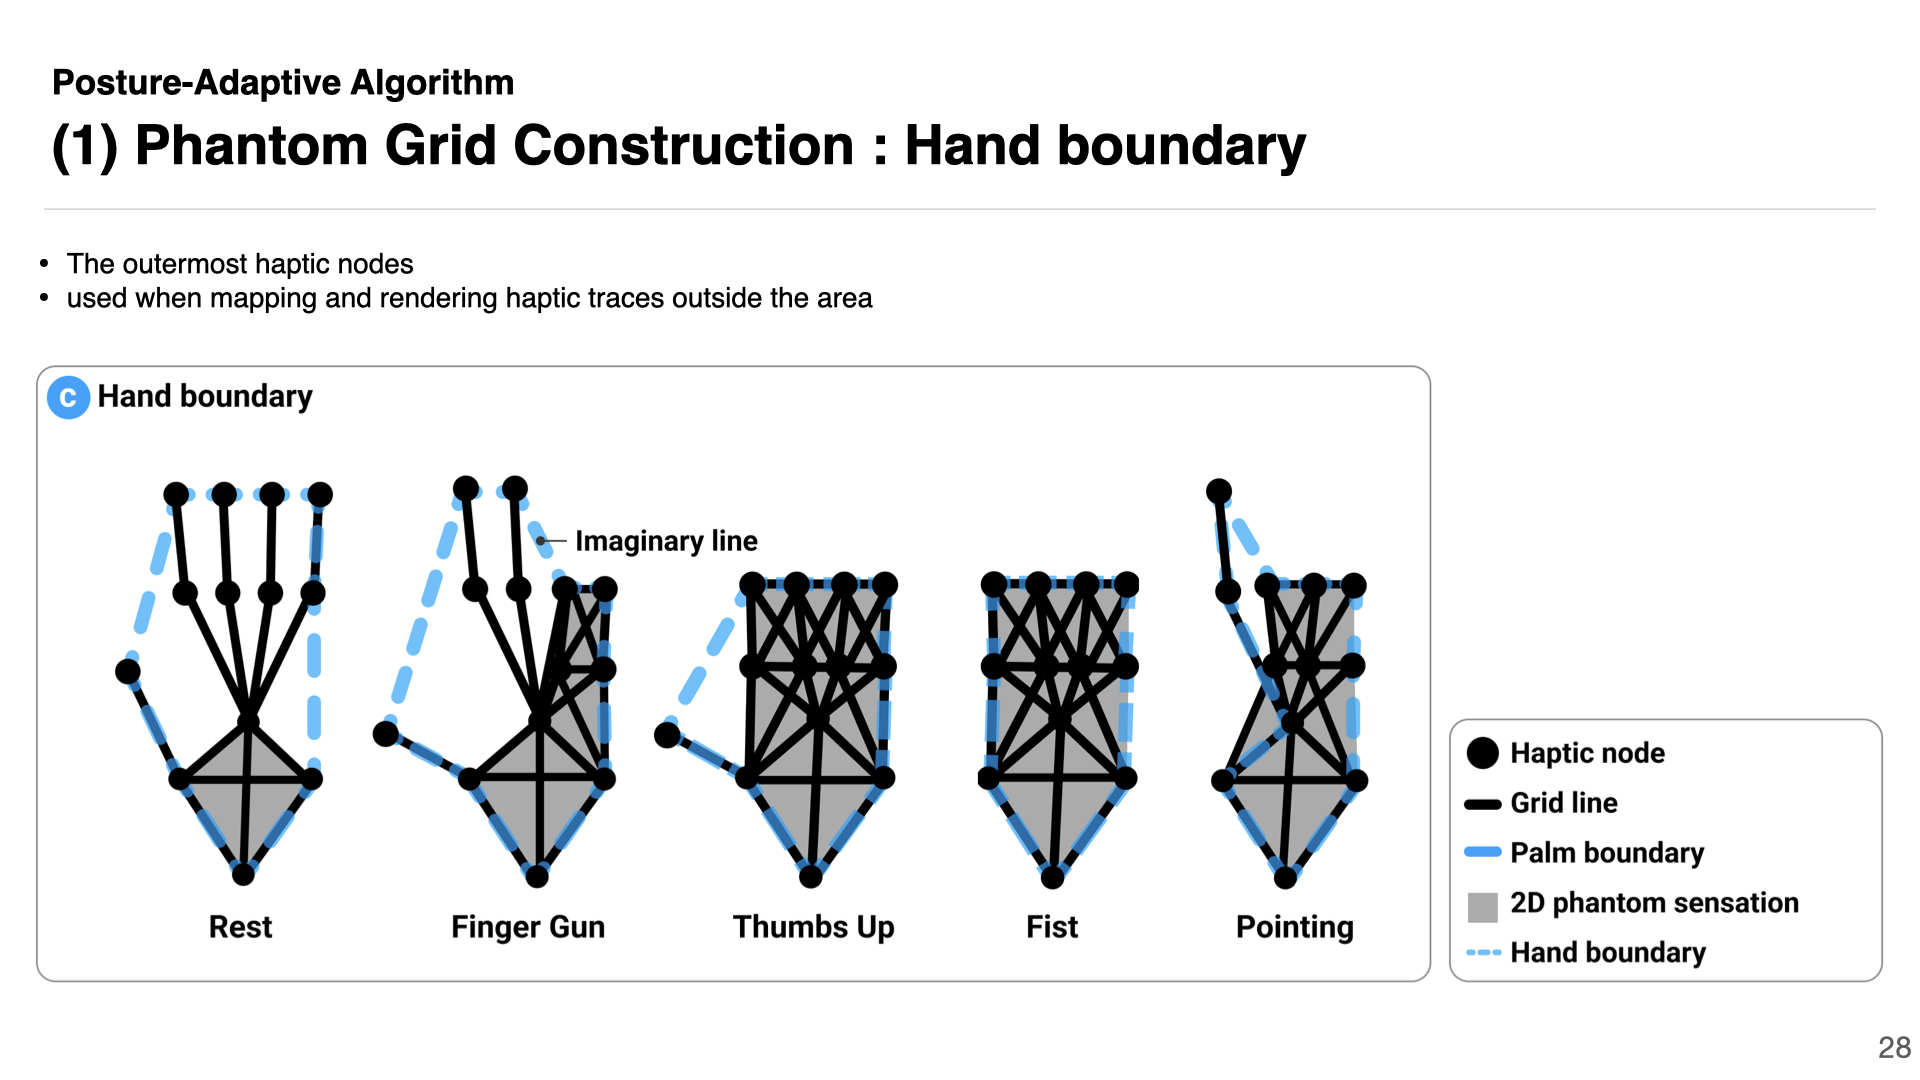 Posture-Adaptive Algorithm
(1) Phantom Grid Construction : Hand boundary
• The outermost haptic nodes
• used when mapping and rendering haptic traces outside the area
C Hand boundary
Imaginary line
Rest
Finger Gun
Thumbs Up
Fist
Pointing
Haptic node
Grid line
Palm boundary
2D phantom sensation
Hand boundary
28